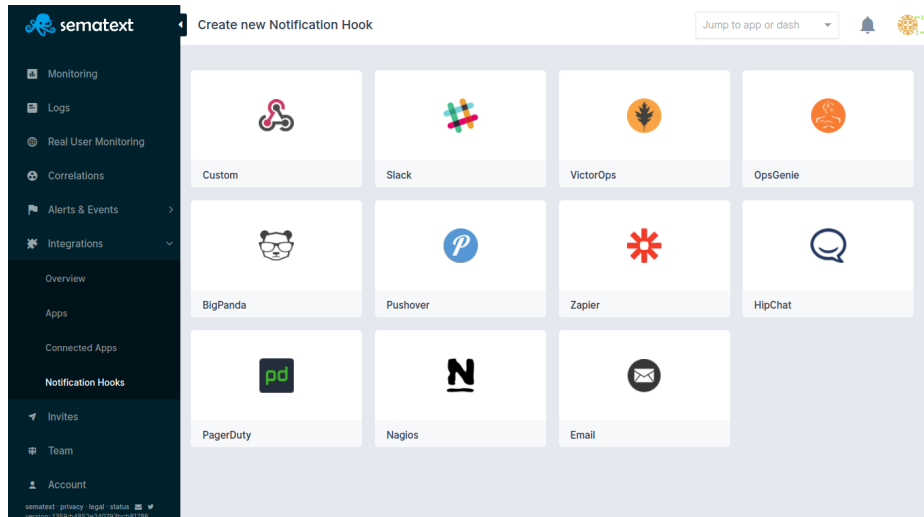 sematext
Create new Notification Hook
Jump to app or dash
Monitoring
Logs
Real User Monitoring
Correlations
Alerts & Events
Integrations
Overview
Apps
Connected Apps
Notification Hooks
Invites
Team
Account
sematext · privacy · legal · status
Custom
Slack
VictorOps
OpsGenie
BigPanda
Pushover
Zapier
HipChat
pd
PagerDuty
N
Nagios
Email